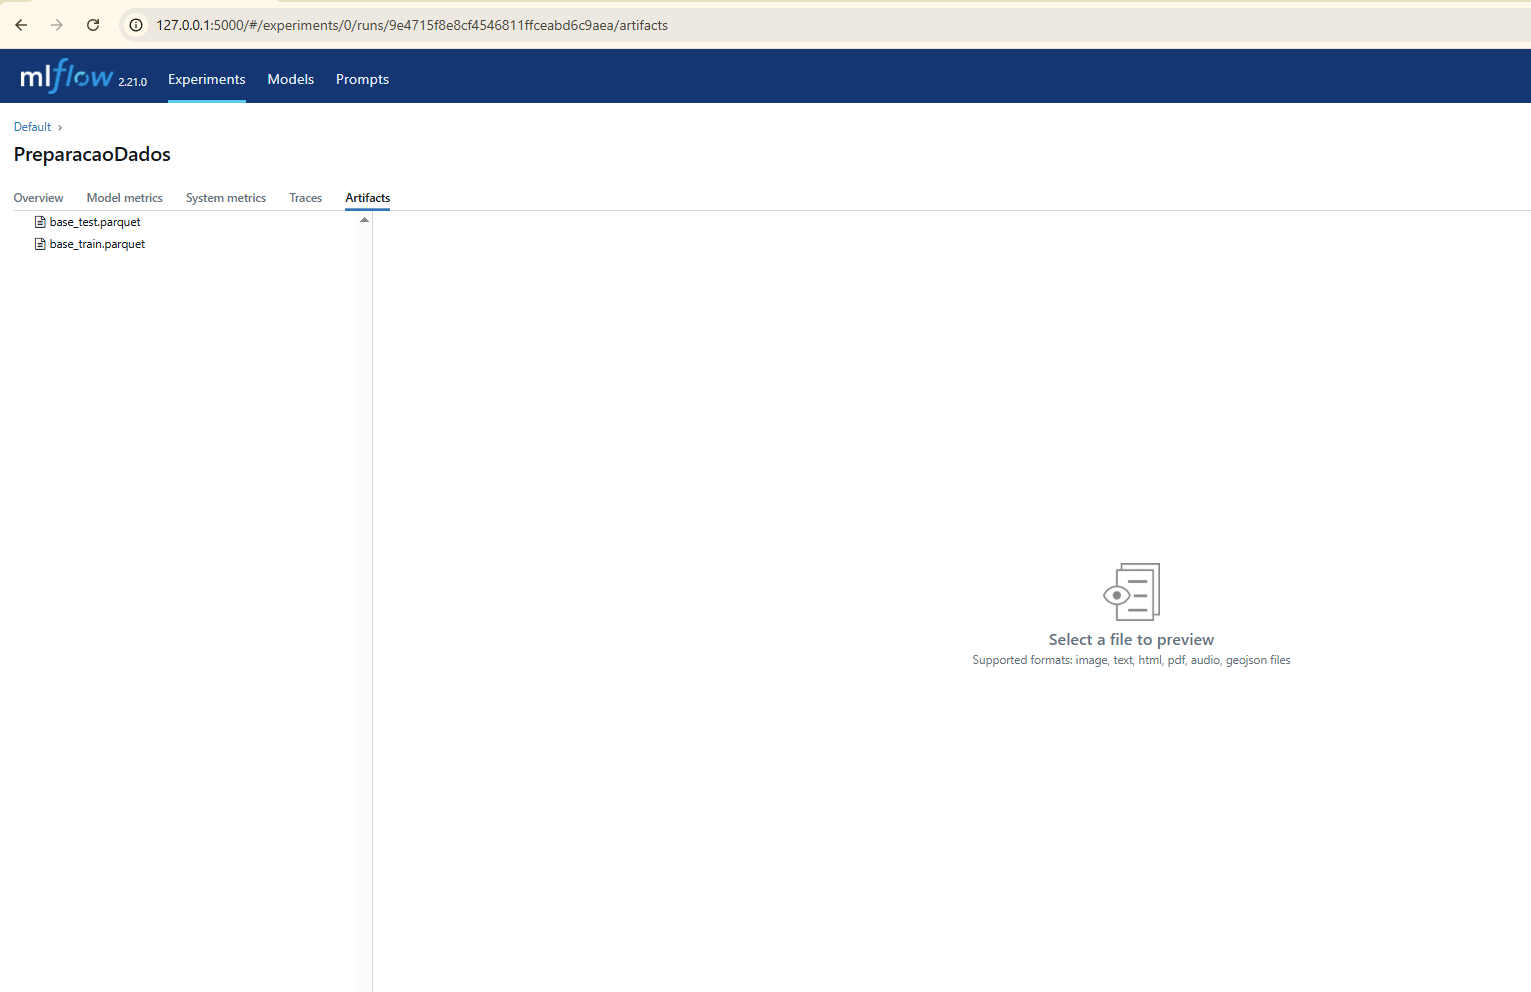 127.0.0.1:5000/#/experiments/0/runs/9e4715f8e8cf4546811ffceabd6c9aea/artifacts
mlflow 2.21.0 Experiments Models Prompts
Default ›
PreparacaoDados
Overview Model metrics System metrics Traces Artifacts
base_test.parquet
base_train.parquet
Select a file to preview
Supported formats: image, text, html, pdf, audio, geojson files